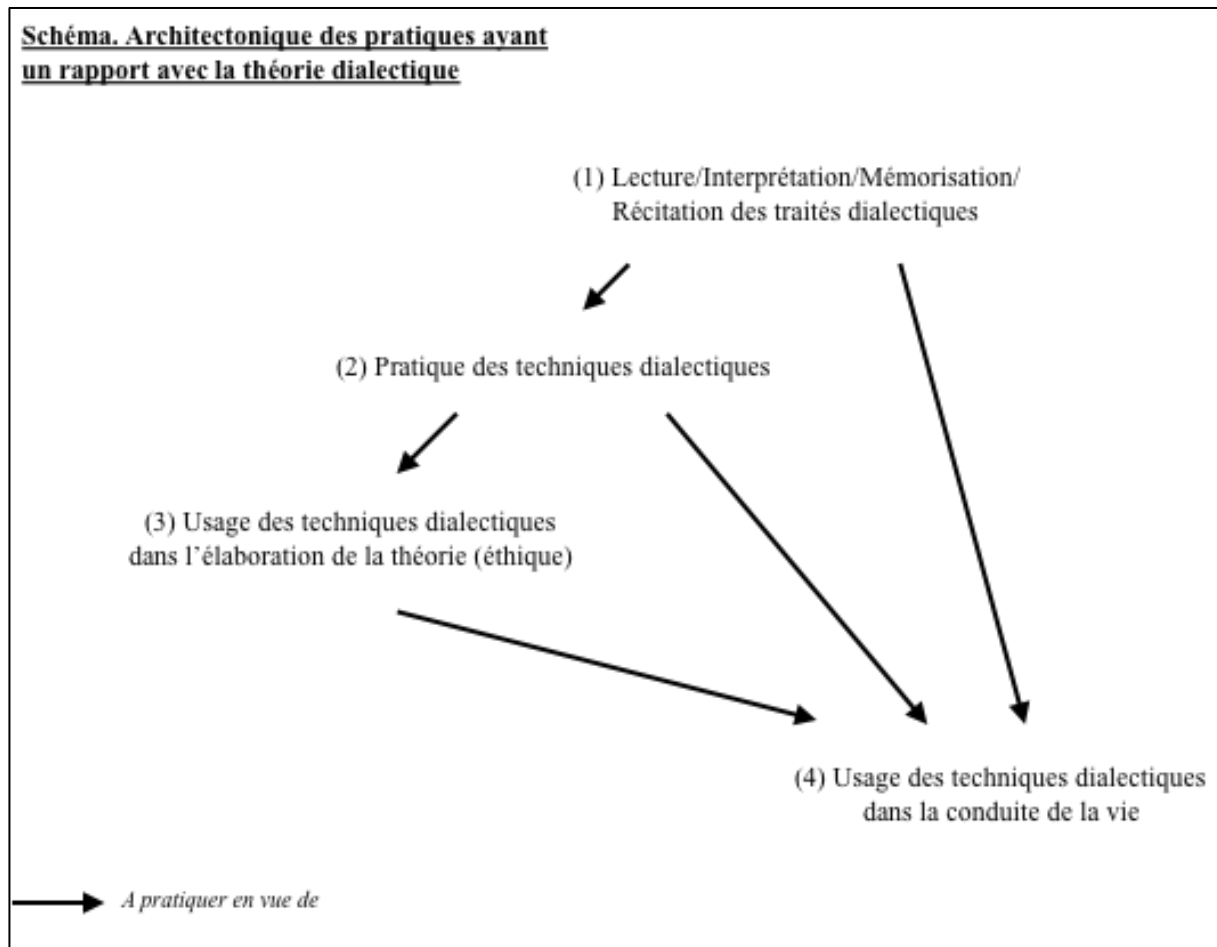 Schéma. Architectonique des pratiques ayant
un rapport avec la théorie dialectique
(1) Lecture/Interprétation/Mémorisation/
Récitation des traités dialectiques
(2) Pratique des techniques dialectiques
(3) Usage des techniques dialectiques
dans l’élaboration de la théorie (éthique)
(4) Usage des techniques dialectiques
dans la conduite de la vie
A pratiquer en vue de